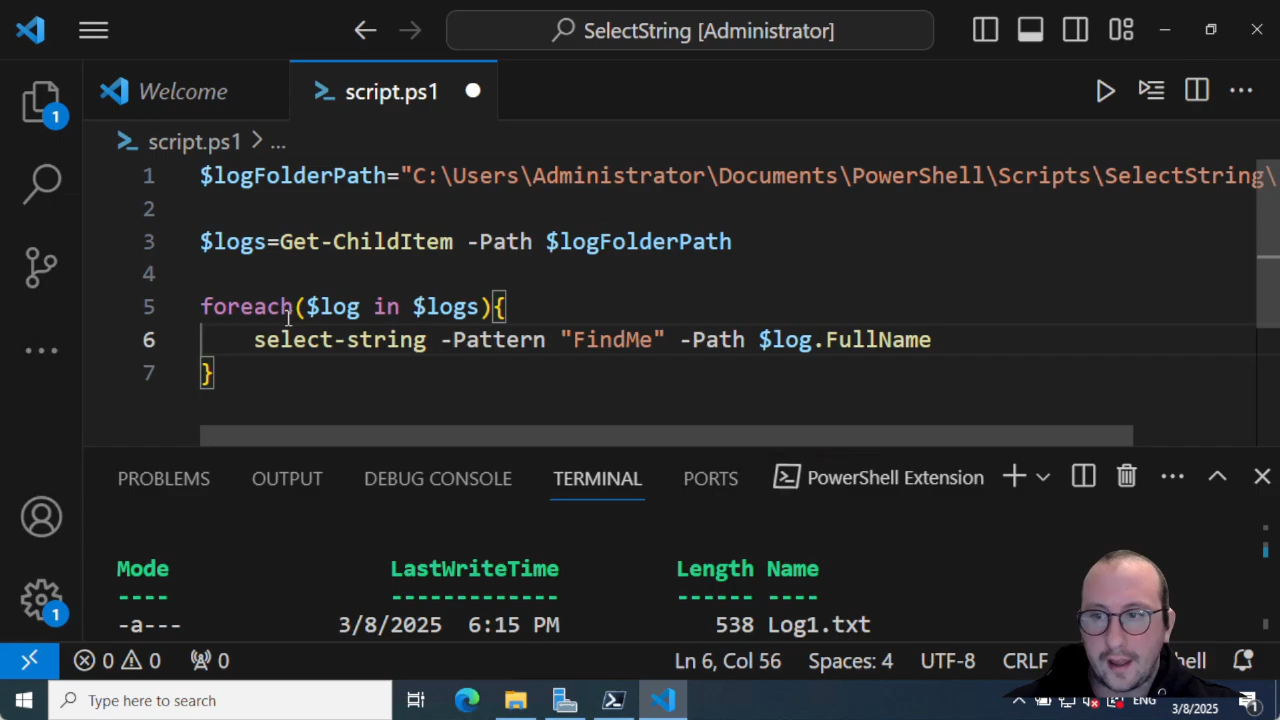 SelectString [Administrator]
Welcome
script.ps1
script.ps1 > ...
1 $logFolderPath="C:\Users\Administrator\Documents\PowerShell\Scripts\SelectString\
2
3 $logs=Get-ChildItem -Path $logFolderPath
4
5 foreach($log in $logs){
6 select-string -Pattern "FindMe" -Path $log.FullName
7 }
1
PROBLEMS OUTPUT DEBUG CONSOLE TERMINAL PORTS PowerShell Extension
Mode LastWriteTime Length Name
---- ------------- ------ ----
-a--- 3/8/2025 6:15 PM 538 Log1.txt
1
0 0 0 Ln 6, Col 56 Spaces: 4 UTF-8 CRLF
Type here to search
ENG
3/8/2025
1